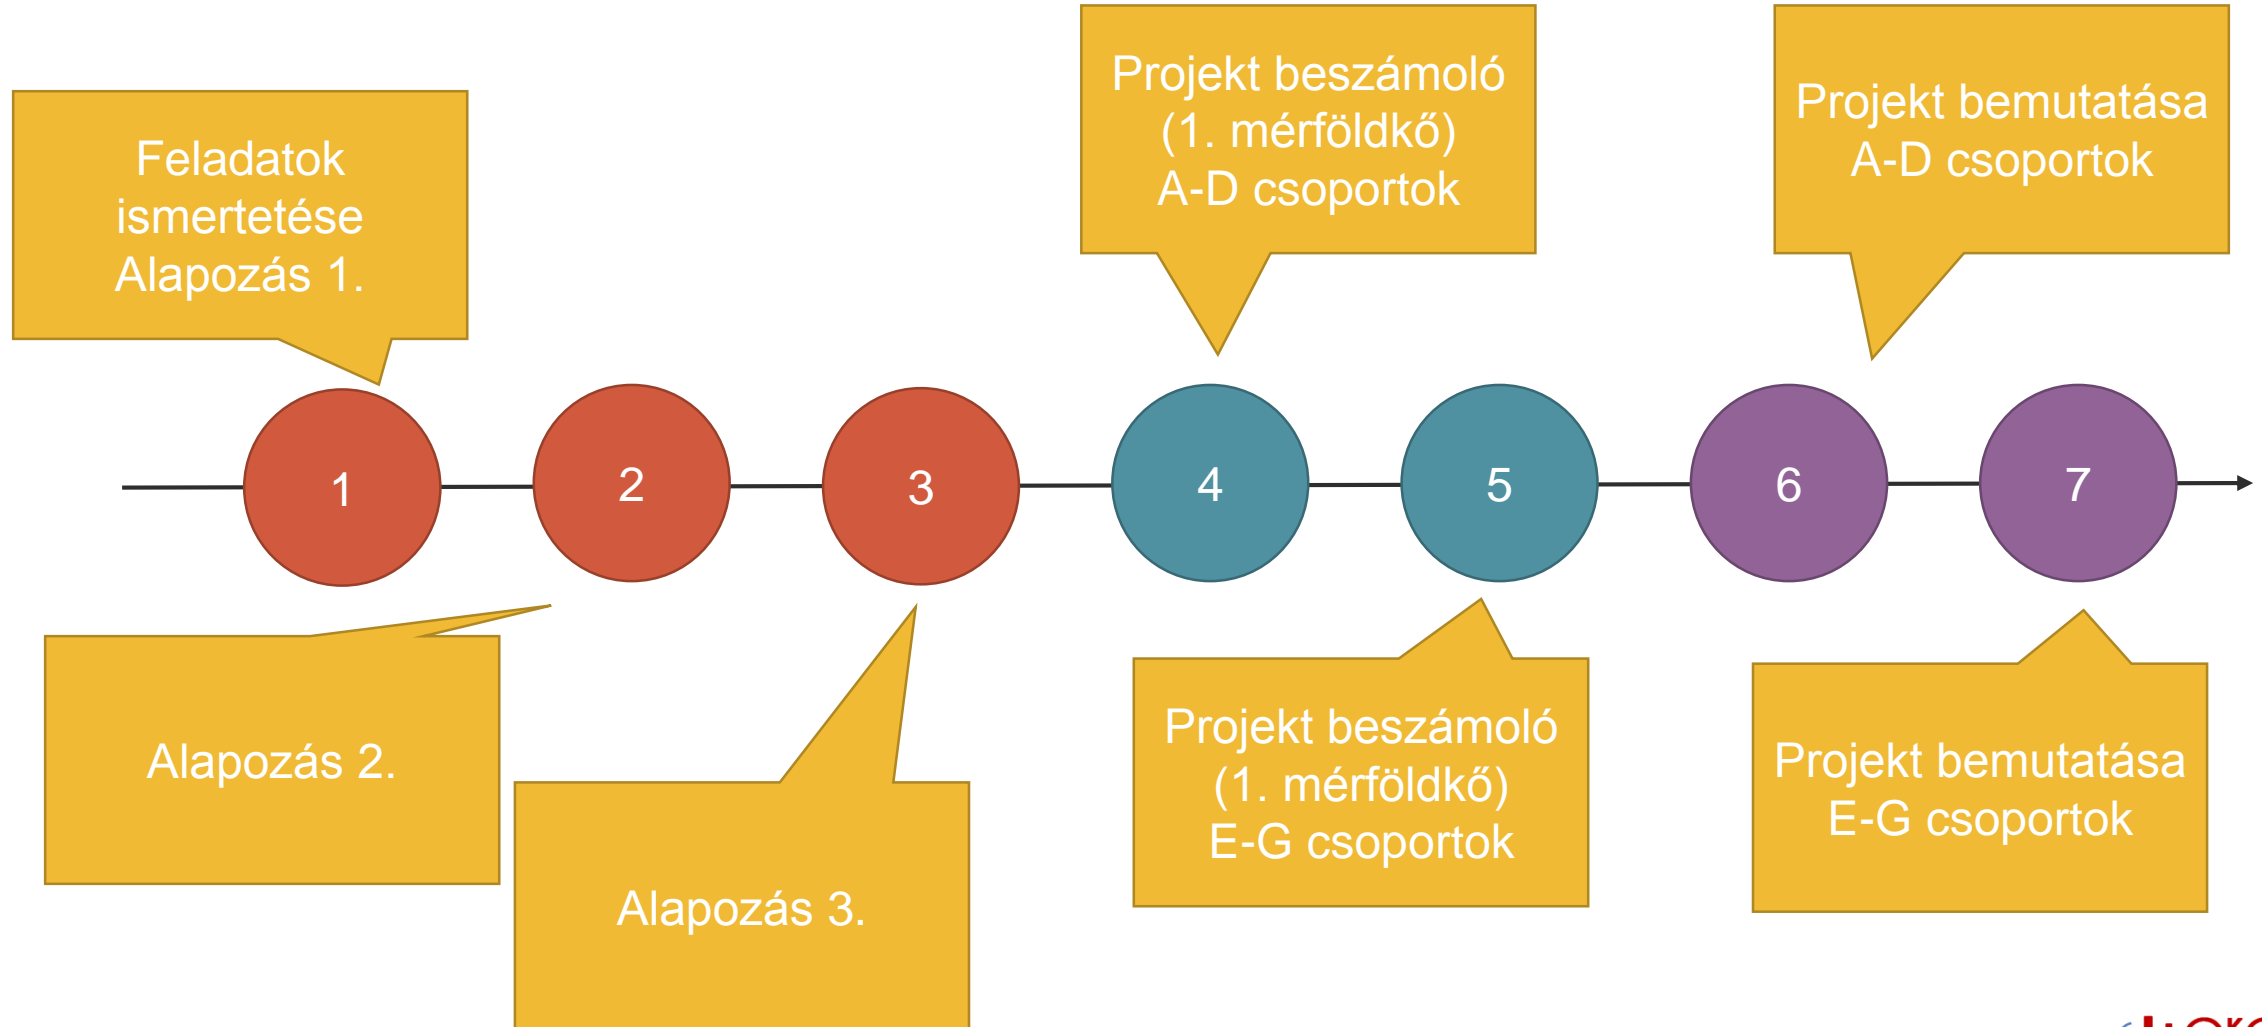 Feladatok
ismertetése
Alapozás 1.
Projekt beszámoló
(1. mérföldkő)
A-D csoportok
Projekt bemutatása
A-D csoportok
1
2
3
4
5
6
7
Alapozás 2.
Alapozás 3.
Projekt beszámoló
(1. mérföldkő)
E-G csoportok
Projekt bemutatása
E-G csoportok